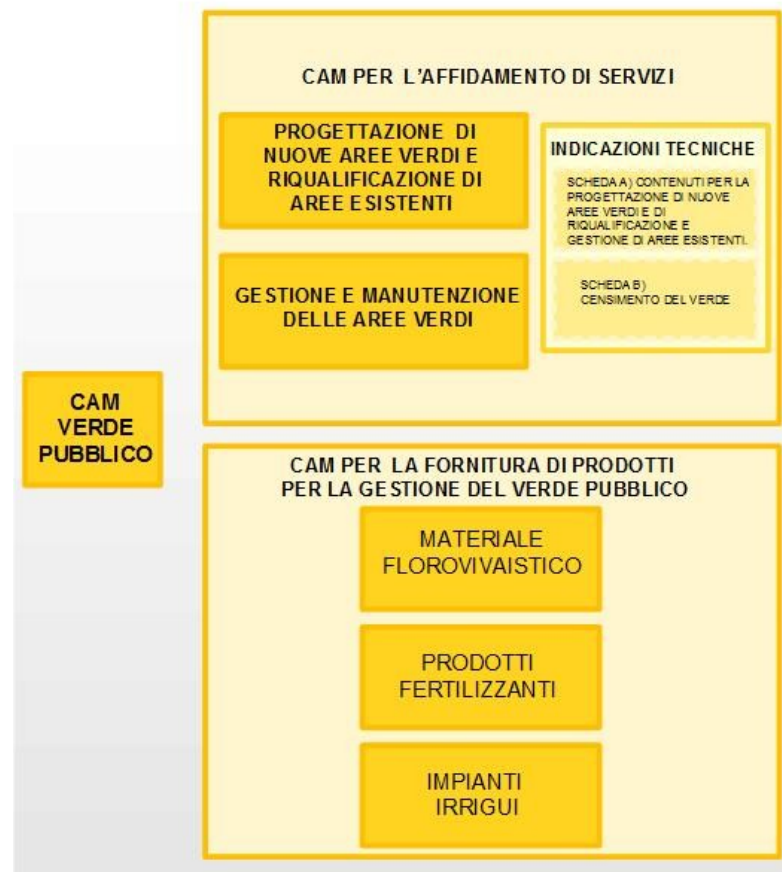 CAM PER L'AFFIDAMENTO DI SERVIZI
PROGETTAZIONE DI
NUOVE AREE VERDI E
RIQUALIFICAZIONE DI
AREE ESISTENTI
GESTIONE E MANUTENZIONE
DELLE AREE VERDI
INDICAZIONI TECNICHE
SCHEDA A) CONTENUTI PER LA
PROGETTAZIONE DI NUOVE
AREE VERDI E DI
RIQUALIFICAZIONE E
GESTIONE DI AREE ESISTENTI.
SCHEDA B)
CENSIMENTO DEL VERDE
CAM
VERDE
PUBBLICO
CAM PER LA FORNITURA DI PRODOTTI
PER LA GESTIONE DEL VERDE PUBBLICO
MATERIALE
FLOROVIVAISTICO
PRODOTTI
FERTILIZZANTI
IMPIANTI
IRRIGUI